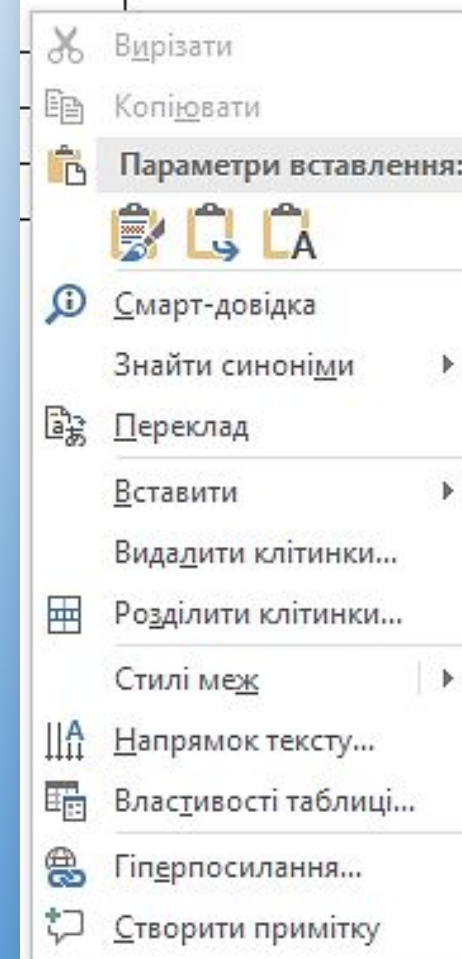 Вирізати
Копіювати
Параметри вставлення:
Смарт-довідка
Знайти синоніми
Переклад
Вставити
Видалити клітинки...
Розділити клітинки...
Стилі меж
Напрямок тексту...
Властивості таблиці...
Гіперпосилання...
Створити примітку